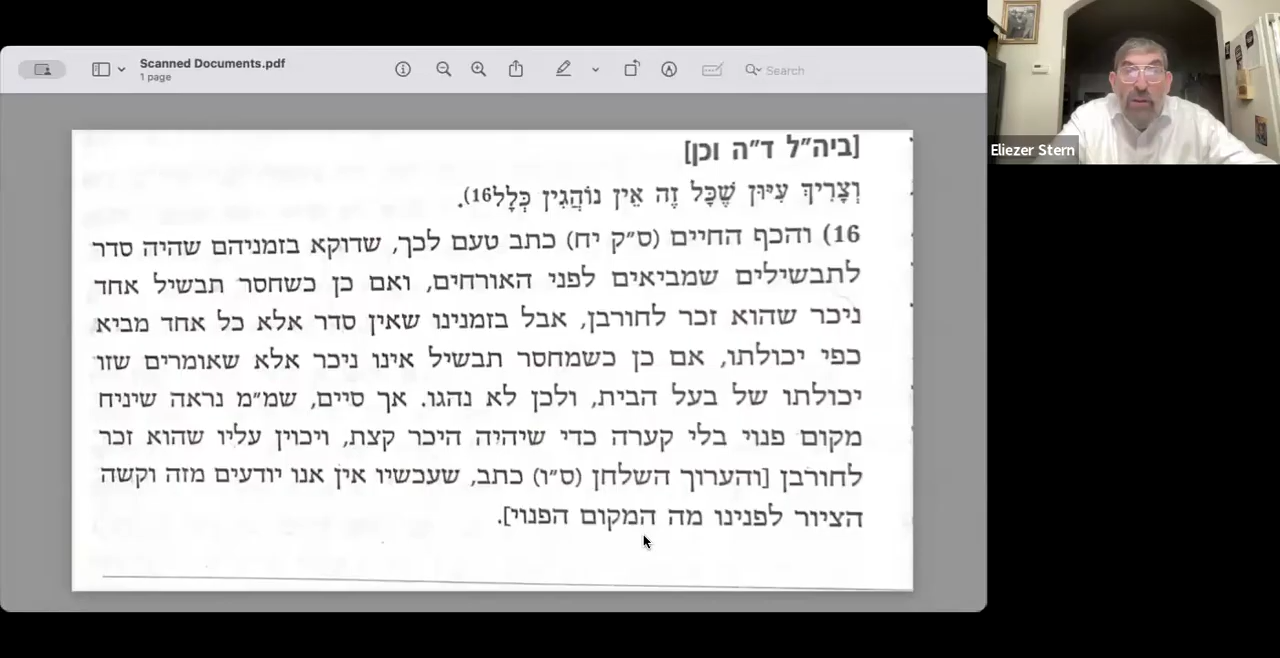 Scanned Documents.pdf
1 page
Search
Eliezer Stern
[ביה״ל ד״ה וכן]
וְצָרִיךְ עִיּוּן שֶׁכָּל זֶה אֵין נוֹהֲגִין כְּלָל16).
16) והכף החיים (ס״ק יח) כתב טעם לכך, שדוקא בזמניהם שהיה סדר
לתבשילים שמביאים לפני האורחים, ואם כן כשחסר תבשיל אחד
ניכר שהוא זכר לחורבן, אבל בזמנינו שאין סדר אלא כל אחד מביא
כפי יכולתו, אם כן כשמחסר תבשיל אינו ניכר אלא שאומרים שזו
יכולתו של בעל הבית, ולכן לא נהגו. אך סיים, שמ״מ נראה שיניח
מקום פנוי בלי קערה כדי שיהיה היכר קצת, ויכוין עליו שהוא זכר
לחורבן [והערוך השלחן (ס״ו) כתב, שעכשיו אין אנו יודעים מזה וקשה
הציור לפנינו מה המקום הפנוי].